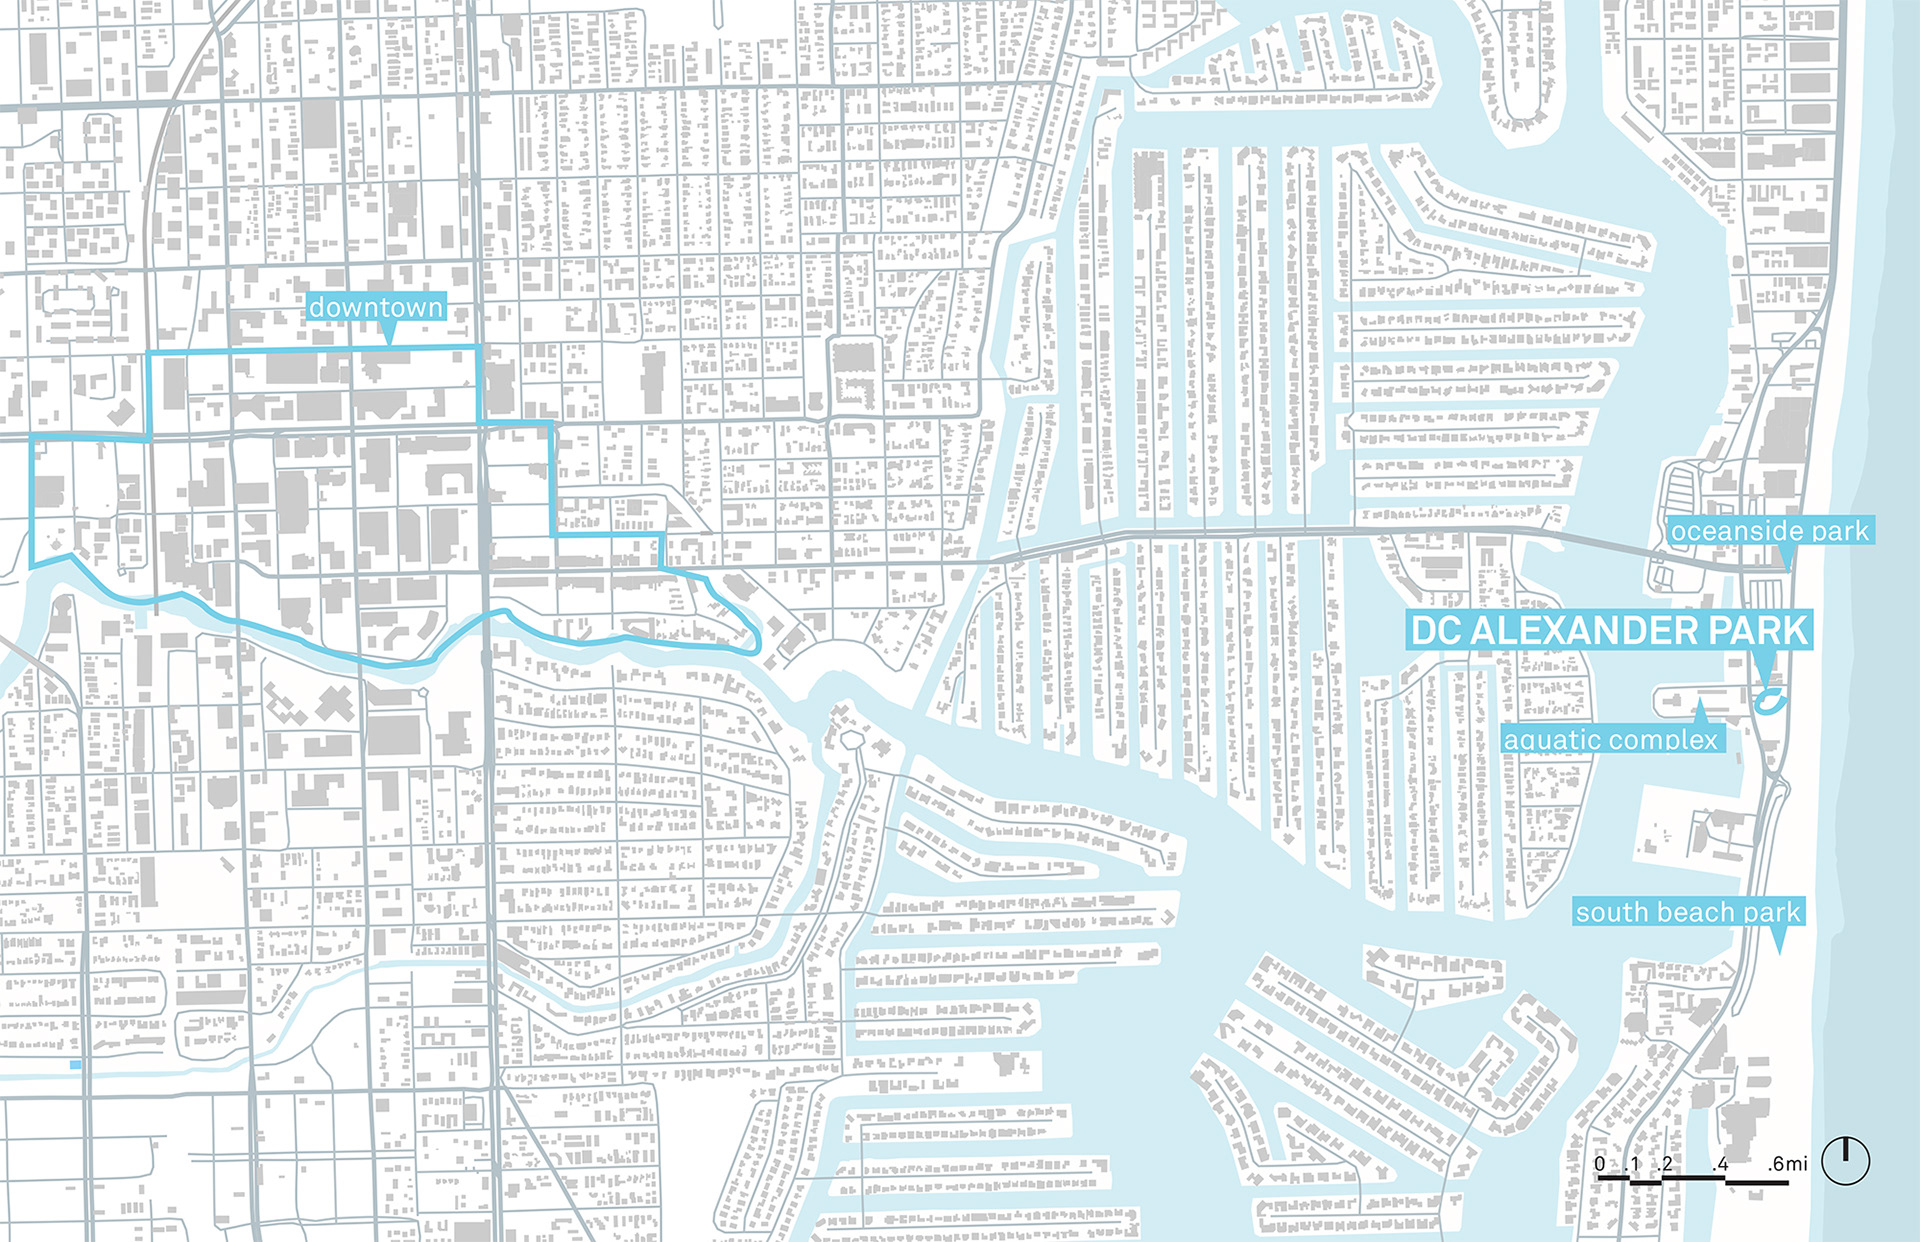 downtown
oceanside park
DC ALEXANDER PARK
aquatic complex
south beach park
0 .1 .2 .4 .6mi